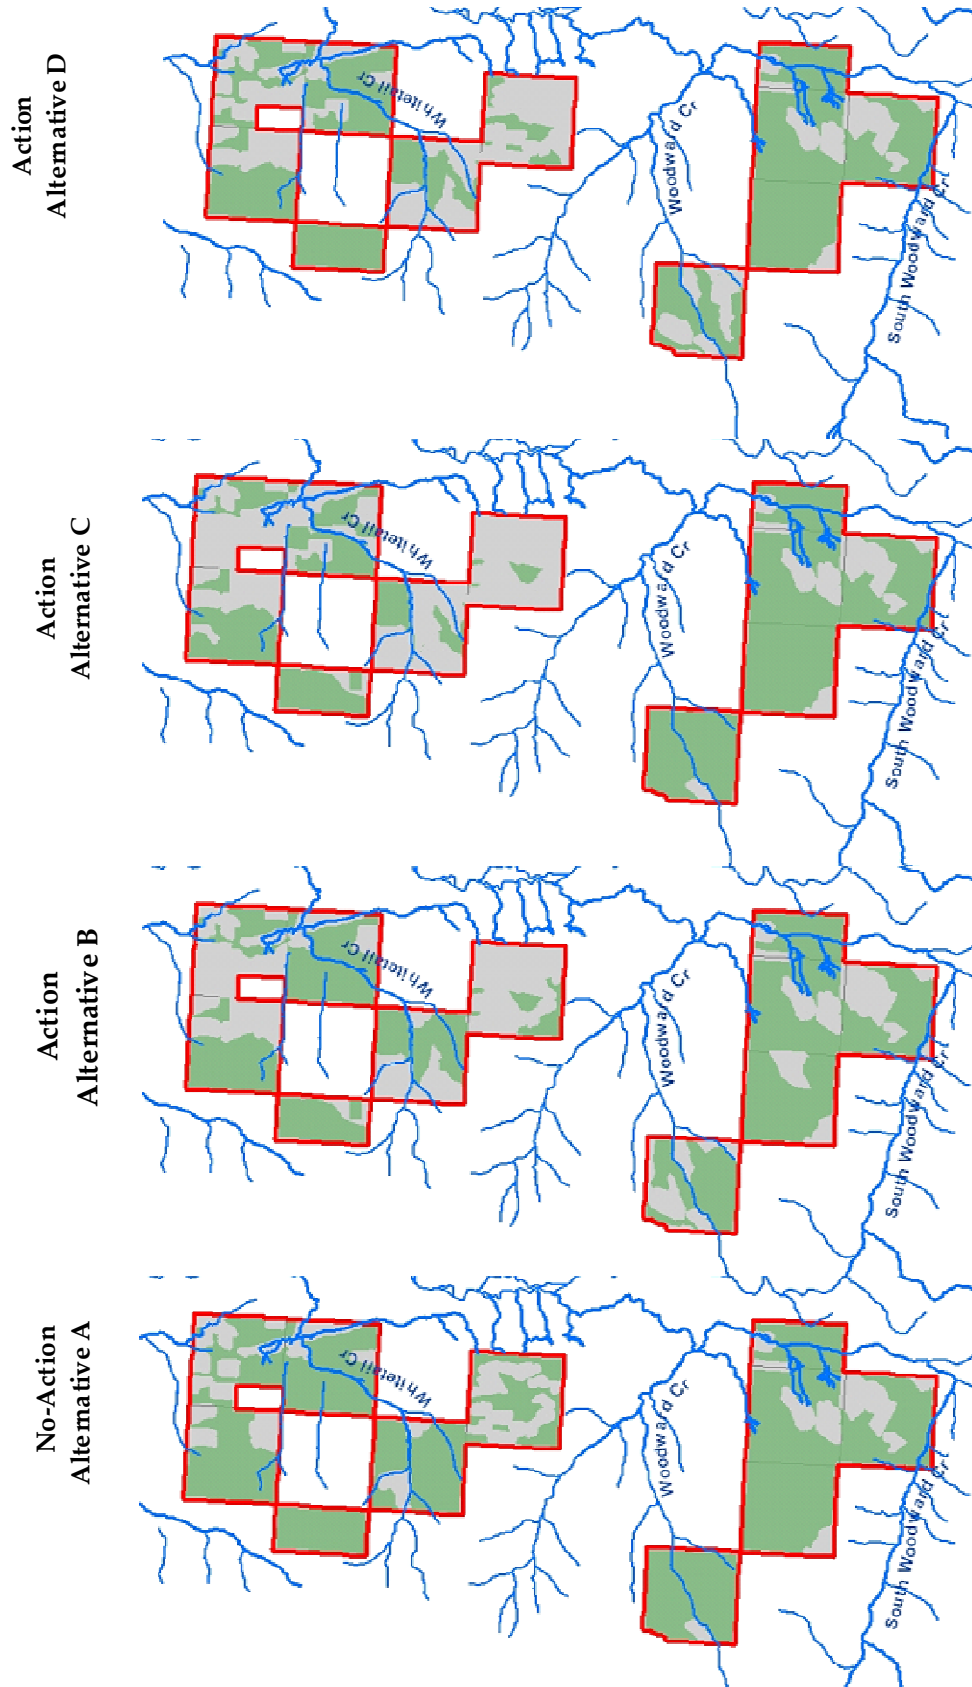 Action
Alternative D
Whitetail Cr
Woodward Cr
South Woodward Cr
Action
Alternative C
Whitetail Cr
Woodward Cr
South Woodward Cr
Action
Alternative B
Whitetail Cr
Woodward Cr
South Woodward Cr
No-Action
Alternative A
Whitetail Cr
Woodward Cr
South Woodward Cr